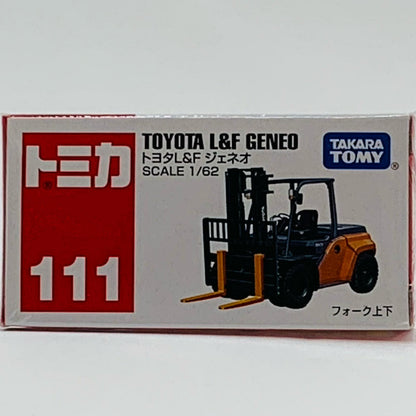 トミカ®
111
TOYOTA L&F GENEO
トヨタL&F ジェネオ
SCALE 1/62
TAKARA
TOMY®
フォーク上下